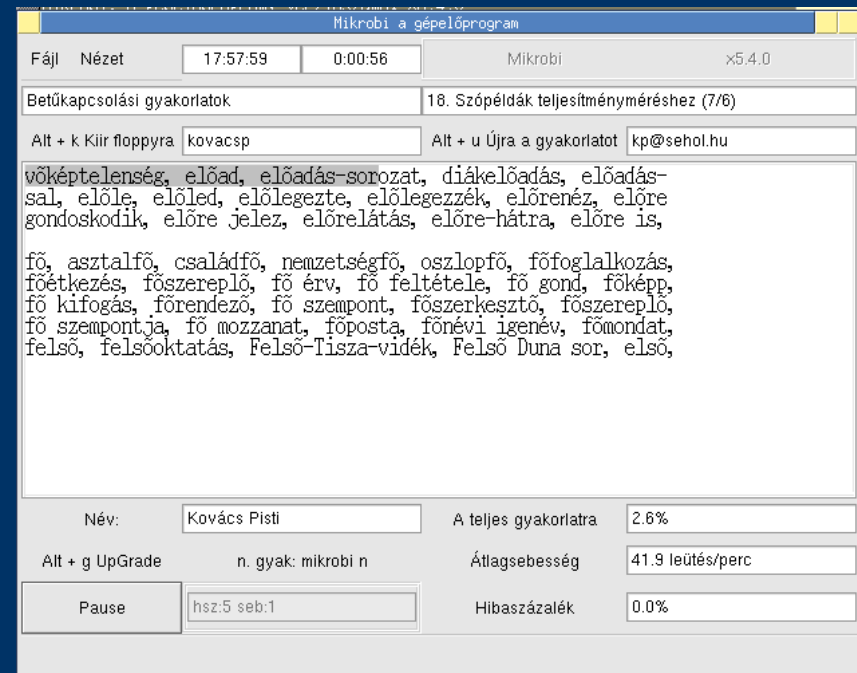 Mikrobi a gépelőprogram
Fájl Nézet 17:57:59 0:00:56 Mikrobi x5.4.0
Betűkapcsolási gyakorlatok 18. Szópéldák teljesítményméréshez (7/6)
Alt + k Kiir floppyra kovacsp Alt + u Újra a gyakorlatot kp@sehol.hu
võképtelenség, elõad, elõadás-sorozat, diákelõadás, elõadás-
sal, elõle, elõled, elõlegezte, elõlegezzék, elõrenéz, elõre
gondoskodik, elõre jelez, elõrelátás, elõre-hátra, elõre is,
fõ, asztalfõ, családfõ, nemzetségfõ, oszlopfõ, fõfoglalkozás,
fõétkezés, fõszereplõ, fõ érv, fõ feltétele, fõ gond, fõképp,
fõ kifogás, fõrendezõ, fõ szempont, fõszerkesztõ, fõszereplõ,
fõ szempontja, fõ mozzanat, fõposta, fõnévi igenév, fõmondat,
felsõ, felsõoktatás, Felsõ-Tisza-vidék, Felsõ Duna sor, elsõ,
Név: Kovács Pisti A teljes gyakorlatra 2.6%
Alt + g UpGrade n. gyak: mikrobi n Átlagsebesség 41.9 leütés/perc
Pause hsz:5 seb:1 Hibaszázalék 0.0%